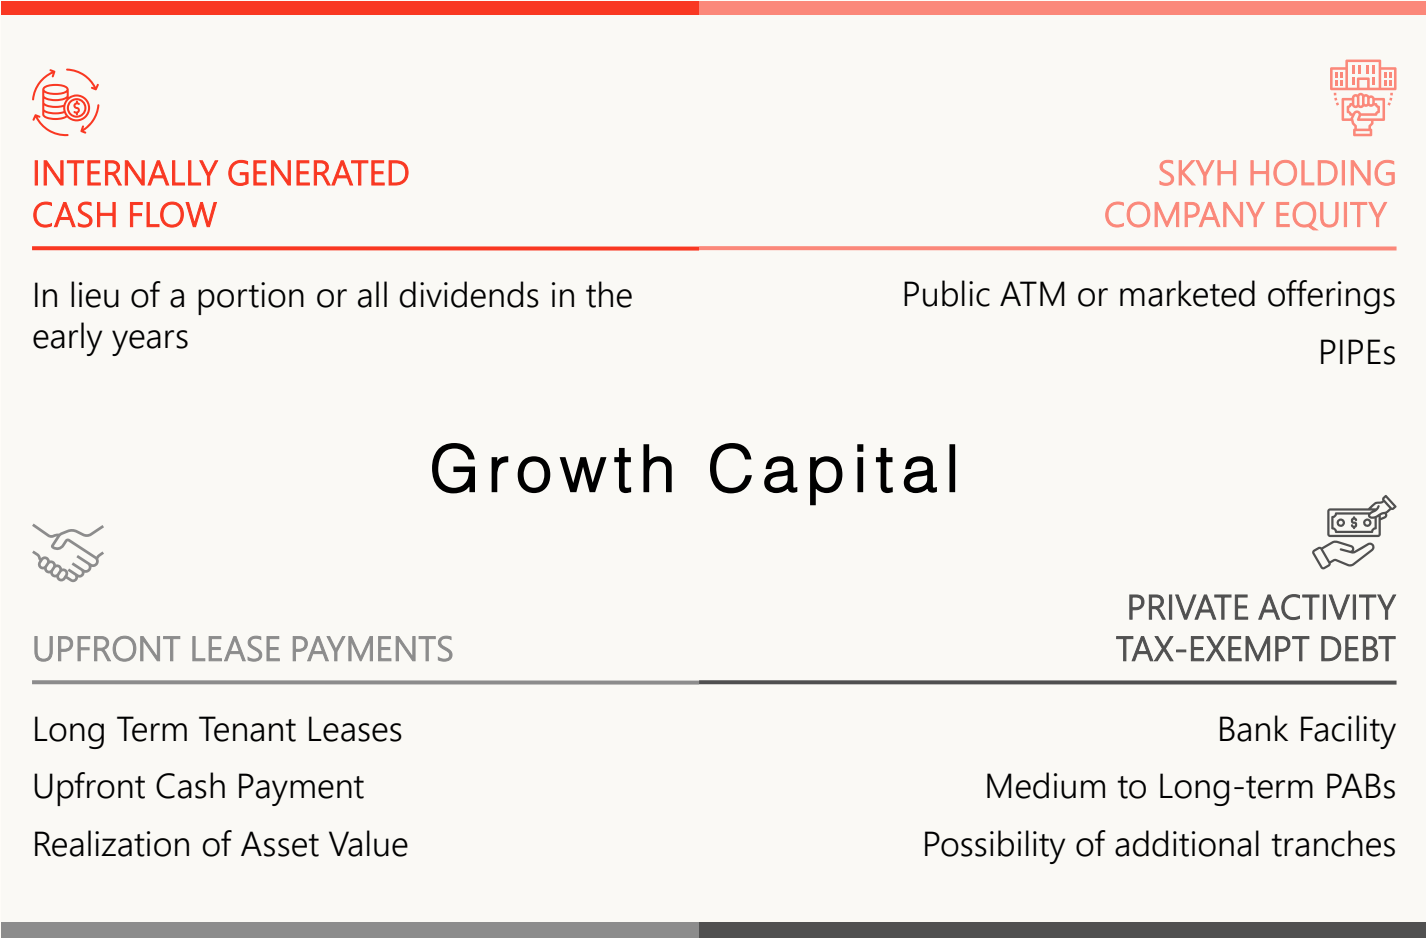 INTERNALLY GENERATED
CASH FLOW
In lieu of a portion or all dividends in the
early years
SKYH HOLDING
COMPANY EQUITY
Public ATM or marketed offerings
PIPEs
Growth Capital
UPFRONT LEASE PAYMENTS
Long Term Tenant Leases
Upfront Cash Payment
Realization of Asset Value
PRIVATE ACTIVITY
TAX-EXEMPT DEBT
Bank Facility
Medium to Long-term PABs
Possibility of additional tranches